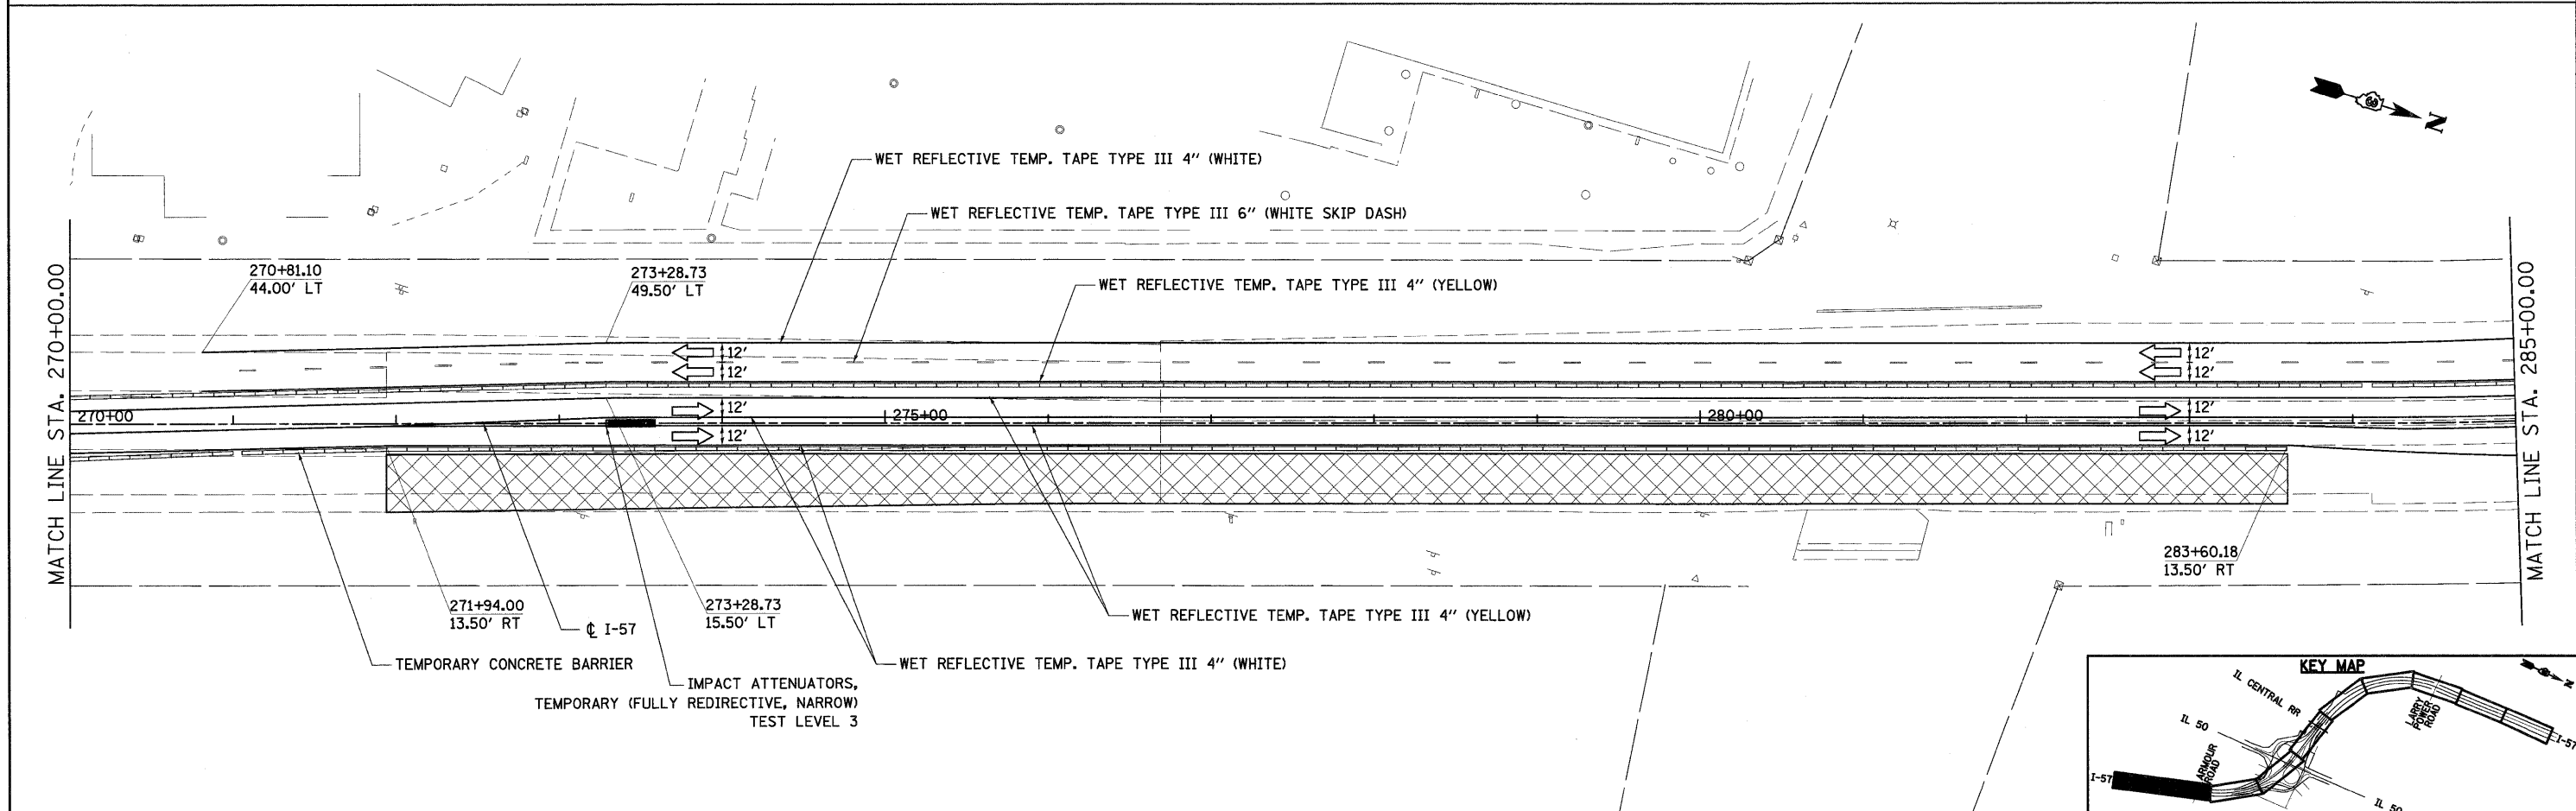 WET REFLECTIVE TEMP. TAPE TYPE III 4" (WHITE)
WET REFLECTIVE TEMP. TAPE TYPE III 6" (WHITE SKIP DASH)
WET REFLECTIVE TEMP. TAPE TYPE III 4" (YELLOW)
N
270+81.10
44.00' LT
273+28.73
49.50' LT
MATCH LINE STA. 270+00.00
MATCH LINE STA. 285+00.00
12'
12'
12'
12'
12'
12'
12'
12'
270+00
275+00
280+00
271+94.00
13.50' RT
℄ I-57
273+28.73
15.50' LT
283+60.18
13.50' RT
WET REFLECTIVE TEMP. TAPE TYPE III 4" (YELLOW)
TEMPORARY CONCRETE BARRIER
WET REFLECTIVE TEMP. TAPE TYPE III 4" (WHITE)
IMPACT ATTENUATORS,
TEMPORARY (FULLY REDIRECTIVE, NARROW)
TEST LEVEL 3
KEY MAP
N
IL CENTRAL RR
IL 50
LARRY
POWER
ROAD
ARMOUR
ROAD
I-57
I-57
IL 50